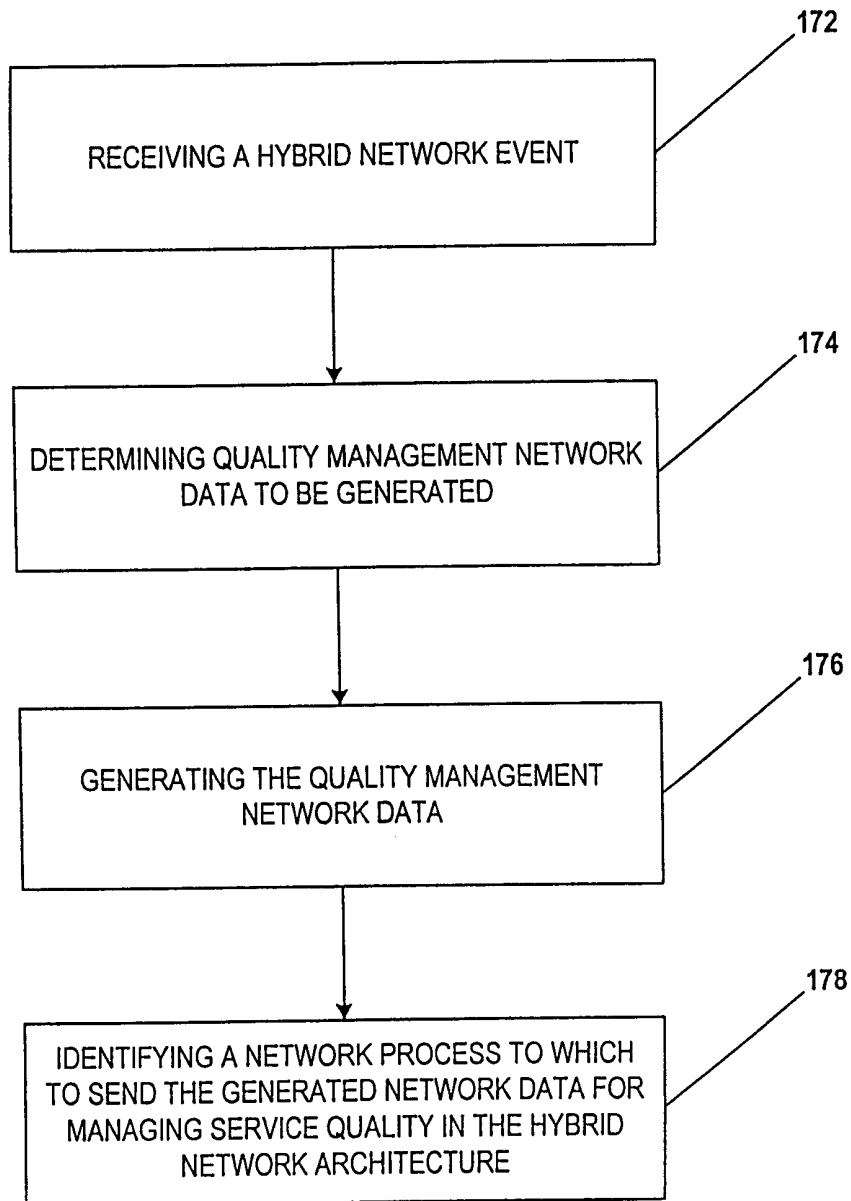 172
RECEIVING A HYBRID NETWORK EVENT
174
DETERMINING QUALITY MANAGEMENT NETWORK
DATA TO BE GENERATED
176
GENERATING THE QUALITY MANAGEMENT
NETWORK DATA
178
IDENTIFYING A NETWORK PROCESS TO WHICH
TO SEND THE GENERATED NETWORK DATA FOR
MANAGING SERVICE QUALITY IN THE HYBRID
NETWORK ARCHITECTURE